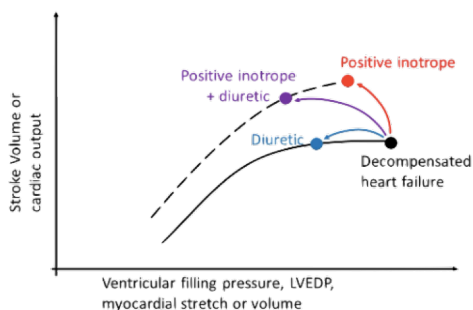 Positive inotrope
Positive inotrope
+ diuretic
Diuretic
Decompensated
heart failure
Stroke Volume or
cardiac output
Ventricular filling pressure, LVEDP,
myocardial stretch or volume